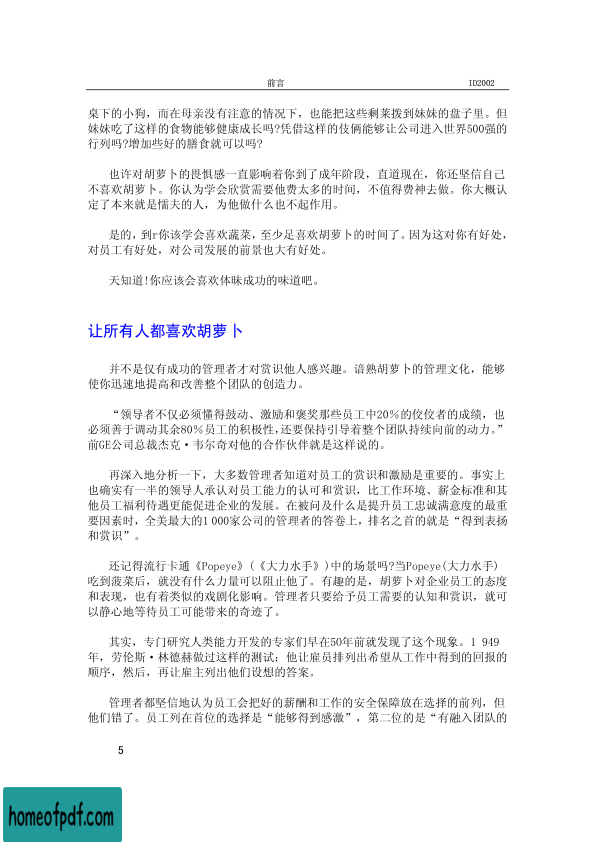 前言 ID2002
桌下的小狗，而在母亲没有注意的情况下，也能把这些剩莱拨到妹妹的盘子里。但
妹妹吃了这样的食物能够健康成长吗?凭借这样的伎俩能够让公司进入世界500强的
行列吗?增加些好的膳食就可以吗?
也许对胡萝卜的畏惧感一直影响着你到了成年阶段，直道现在，你还坚信自己
不喜欢胡萝卜。你认为学会欣赏需要他费太多的时间，不值得费神去做。你大概认
定了本来就是懦夫的人，为他做什么也不起作用。
是的，到r你该学会喜欢蔬菜，至少足喜欢胡萝卜的时间了。因为这对你有好处，
对员工有好处，对公司发展的前景也大有好处。
天知道!你应该会喜欢体昧成功的味道吧。
让所有人都喜欢胡萝卜
并不是仅有成功的管理者才对赏识他人感兴趣。谙熟胡萝卜的管理文化，能够
使你迅速地提高和改善整个团队的创造力。
“领导者不仅必须懂得鼓动、激励和褒奖那些员工中20％的佼佼者的成绩，也
必须善于调动其余80％员工的积极性，还要保持引导着整个团队持续向前的动力。”
前GE公司总裁杰克·韦尔奇对他的合作伙伴就是这样说的。
再深入地分析一下，大多数管理者知道对员工的赏识和激励是重要的。事实上
也确实有一半的领导人承认对员工能力的认可和赏识，比工作环境、薪金标准和其
他员工福利待遇更能促进企业的发展。在被问及什么是提升员工忠诚满意度的最重
要因素时，全美最大的1 000家公司的管理者的答卷上，排名之首的就是“得到表扬
和赏识”。
还记得流行卡通《Popeye》(《大力水手》)中的场景吗?当Popeye(大力水手)
吃到菠菜后，就没有什么力量可以阻止他了。有趣的是，胡萝卜对企业员工的态度
和表现，也有着类似的戏剧化影响。管理者只要给予员工需要的认知和赏识，就可
以静心地等待员工可能带来的奇迹了。
其实，专门研究人类能力开发的专家们早在50年前就发现了这个现象。1 949
年，劳伦斯·林德赫做过这样的测试：他让雇员排列出希望从工作中得到的回报的
顺序，然后，再让雇主列出他们设想的答案。
管理者都坚信地认为员工会把好的薪酬和工作的安全保障放在选择的前列，但
他们错了。员工列在首位的选择是“能够得到感激”，第二位的是“有融入团队的
5
homeofpdf.com